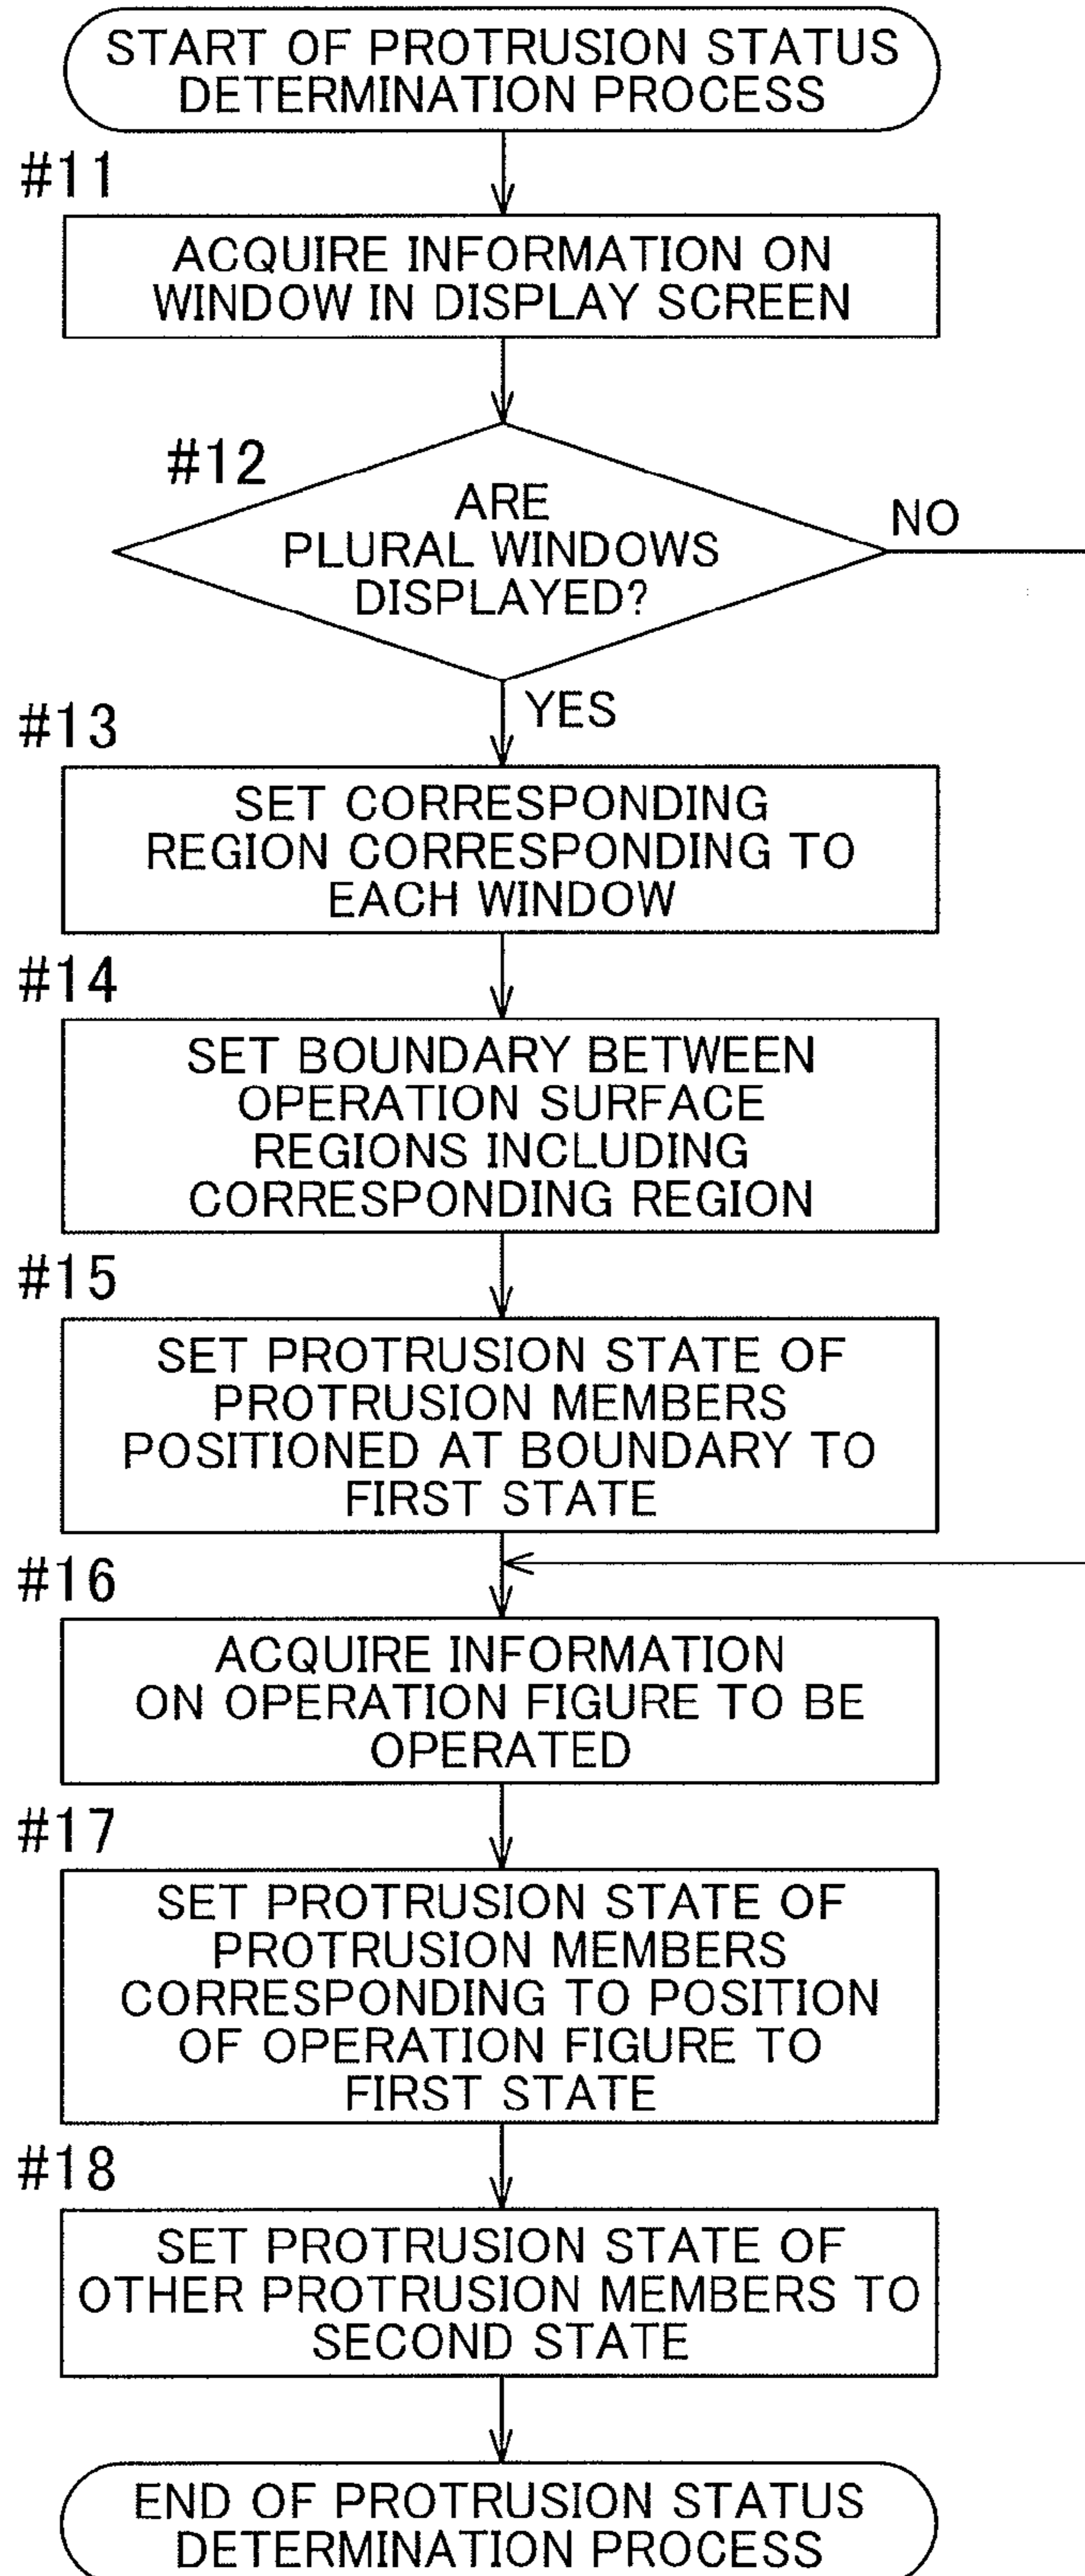 START OF PROTRUSION STATUS
DETERMINATION PROCESS
#11
ACQUIRE INFORMATION ON
WINDOW IN DISPLAY SCREEN
#12
ARE
PLURAL WINDOWS
DISPLAYED?
NO
YES
#13
SET CORRESPONDING
REGION CORRESPONDING TO
EACH WINDOW
#14
SET BOUNDARY BETWEEN
OPERATION SURFACE
REGIONS INCLUDING
CORRESPONDING REGION
#15
SET PROTRUSION STATE OF
PROTRUSION MEMBERS
POSITIONED AT BOUNDARY TO
FIRST STATE
#16
ACQUIRE INFORMATION
ON OPERATION FIGURE TO BE
OPERATED
#17
SET PROTRUSION STATE OF
PROTRUSION MEMBERS
CORRESPONDING TO POSITION
OF OPERATION FIGURE TO
FIRST STATE
#18
SET PROTRUSION STATE OF
OTHER PROTRUSION MEMBERS TO
SECOND STATE
END OF PROTRUSION STATUS
DETERMINATION PROCESS